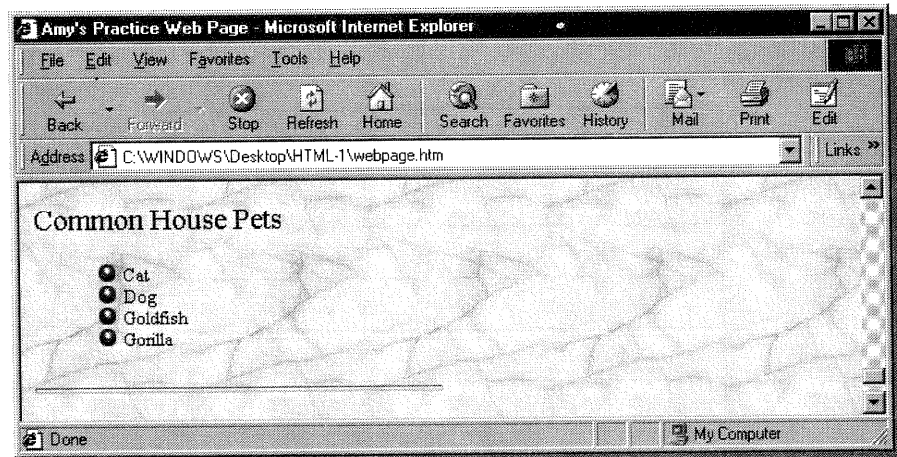 Amy's Practice Web Page - Microsoft Internet Explorer
File Edit View Favorites Tools Help
Back Forward Stop Refresh Home Search Favorites History Mail Print Edit
Address C:\WINDOWS\Desktop\HTML-1\webpage.htm Links »
Common House Pets
Cat
Dog
Goldfish
Gorilla
Done My Computer